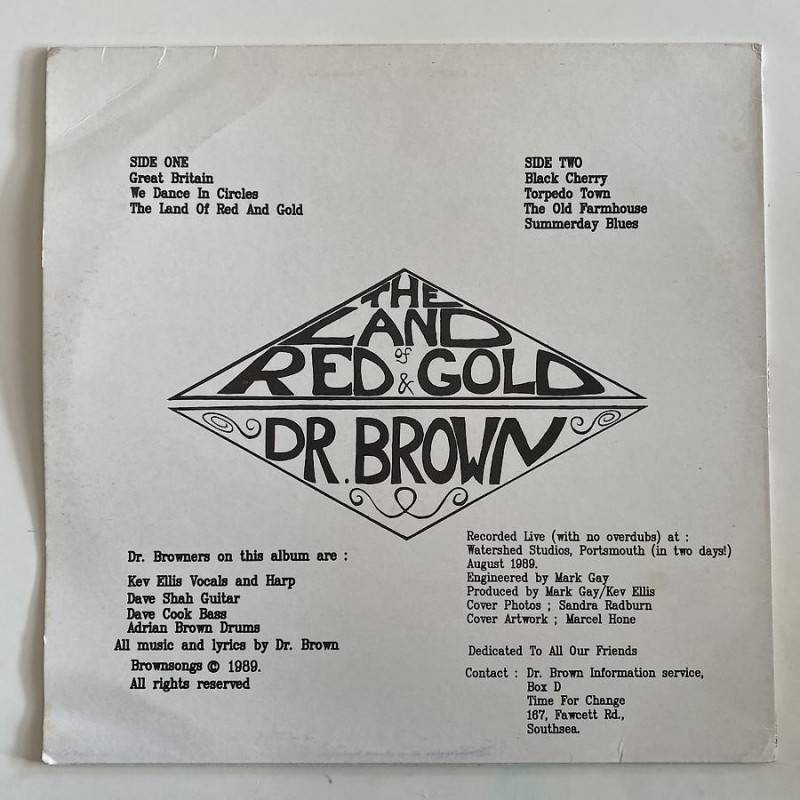 SIDE ONE
Great Britain
We Dance In Circles
The Land Of Red And Gold
SIDE TWO
Black Cherry
Torpedo Town
The Old Farmhouse
Summerday Blues
THE
LAND
of
RED & GOLD
DR. BROWN
Dr. Browners on this album are :
Kev Ellis Vocals and Harp
Dave Shah Guitar
Dave Cook Bass
Adrian Brown Drums
All music and lyrics by Dr. Brown
Brownsongs © 1989.
All rights reserved
Recorded Live (with no overdubs) at :
Watershed Studios, Portsmouth (in two days!)
August 1989.
Engineered by Mark Gay
Produced by Mark Gay/Kev Ellis
Cover Photos ; Sandra Radburn
Cover Artwork ; Marcel Hone
Dedicated To All Our Friends
Contact : Dr. Brown Information service,
Box D
Time For Change
167, Fawcett Rd.,
Southsea.